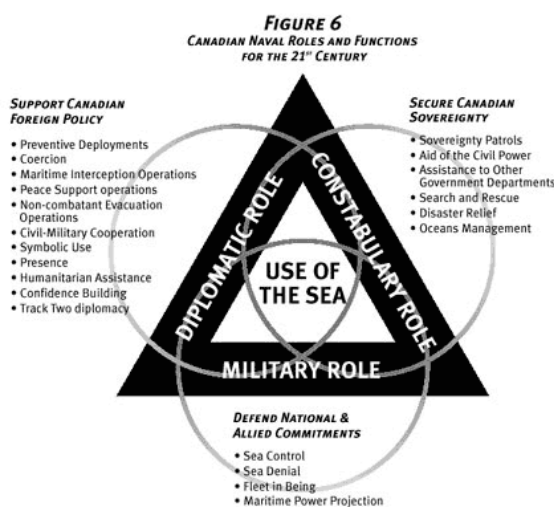 FIGURE 6
CANADIAN NAVAL ROLES AND FUNCTIONS
FOR THE 21ST CENTURY
SUPPORT CANADIAN
FOREIGN POLICY
• Preventive Deployments
• Coercion
• Maritime Interception Operations
• Peace Support operations
• Non-combatant Evacuation
Operations
• Civil-Military Cooperation
• Symbolic Use
• Presence
• Humanitarian Assistance
• Confidence Building
• Track Two diplomacy
SECURE CANADIAN
SOVEREIGNTY
• Sovereignty Patrols
• Aid of the Civil Power
• Assistance to Other
Government Departments
• Search and Rescue
• Disaster Relief
• Oceans Management
DIPLOMATIC ROLE
CONSTABULARY ROLE
USE OF
THE SEA
MILITARY ROLE
DEFEND NATIONAL &
ALLIED COMMITMENTS
• Sea Control
• Sea Denial
• Fleet in Being
• Maritime Power Projection